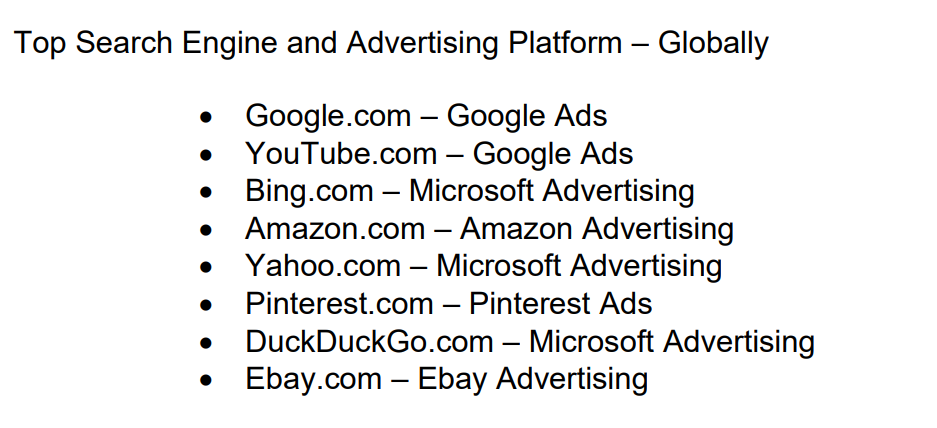 Top Search Engine and Advertising Platform – Globally
• Google.com – Google Ads
• YouTube.com – Google Ads
• Bing.com – Microsoft Advertising
• Amazon.com – Amazon Advertising
• Yahoo.com – Microsoft Advertising
• Pinterest.com – Pinterest Ads
• DuckDuckGo.com – Microsoft Advertising
• Ebay.com – Ebay Advertising